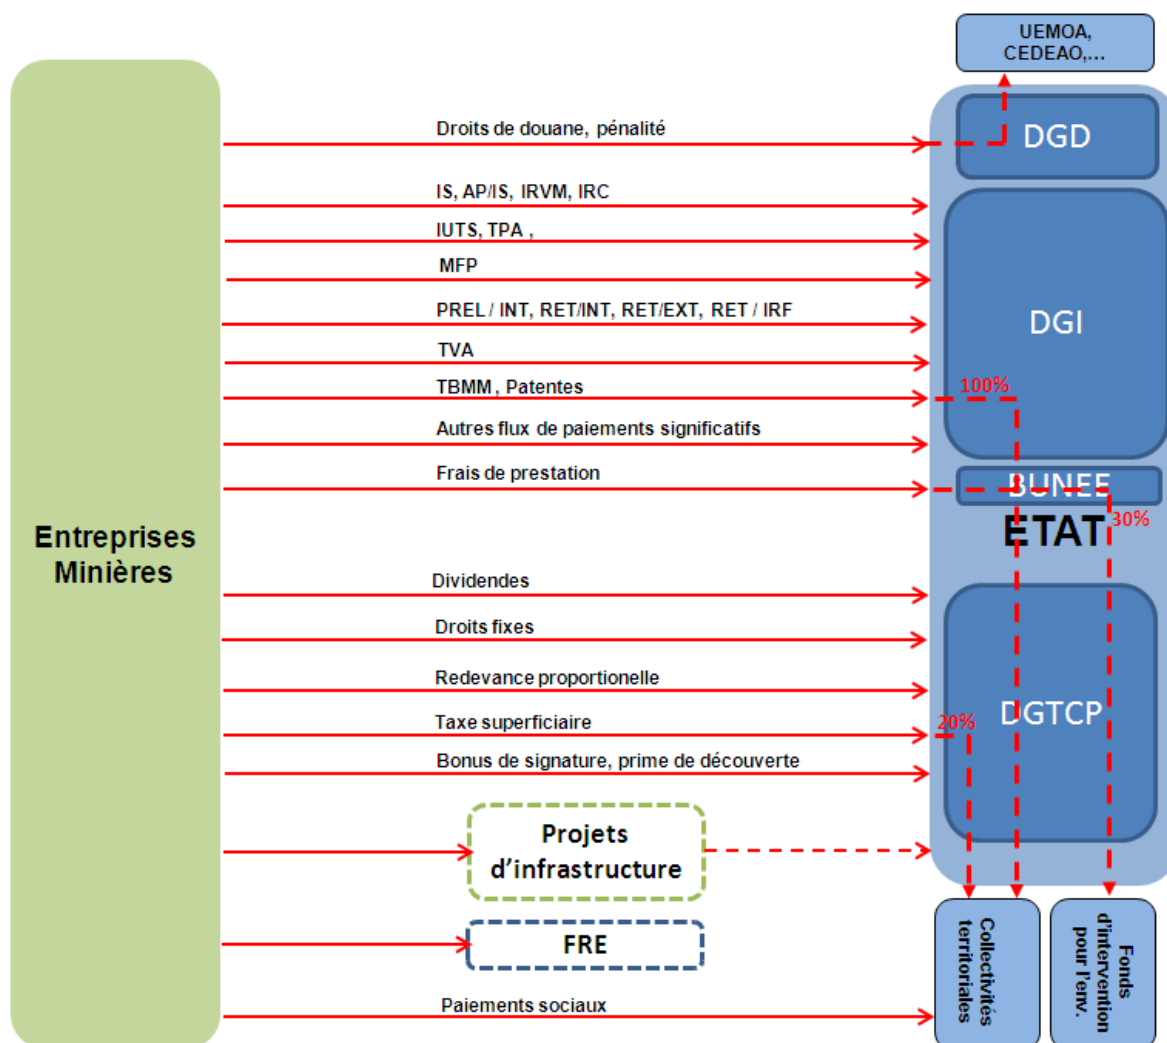 UEMOA,
CEDEAO,...
Droits de douane, pénalité
DGD
IS, AP/IS, IRVM, IRC
IUTS, TPA ,
MFP
PREL / INT, RET/INT, RET/EXT, RET / IRF
DGI
TVA
TBMM , Patentes
100%
Autres flux de paiements significatifs
Frais de prestation
BUNEE
ETAT
30%
Entreprises
Minières
Dividendes
Droits fixes
Redevance proportionelle
DGTCP
Taxe superficiaire
20%
Bonus de signature, prime de découverte
Projets
d'infrastructure
FRE
Paiements sociaux
Collectivités
territoriales
Fonds
d'intervention
pour l'env.